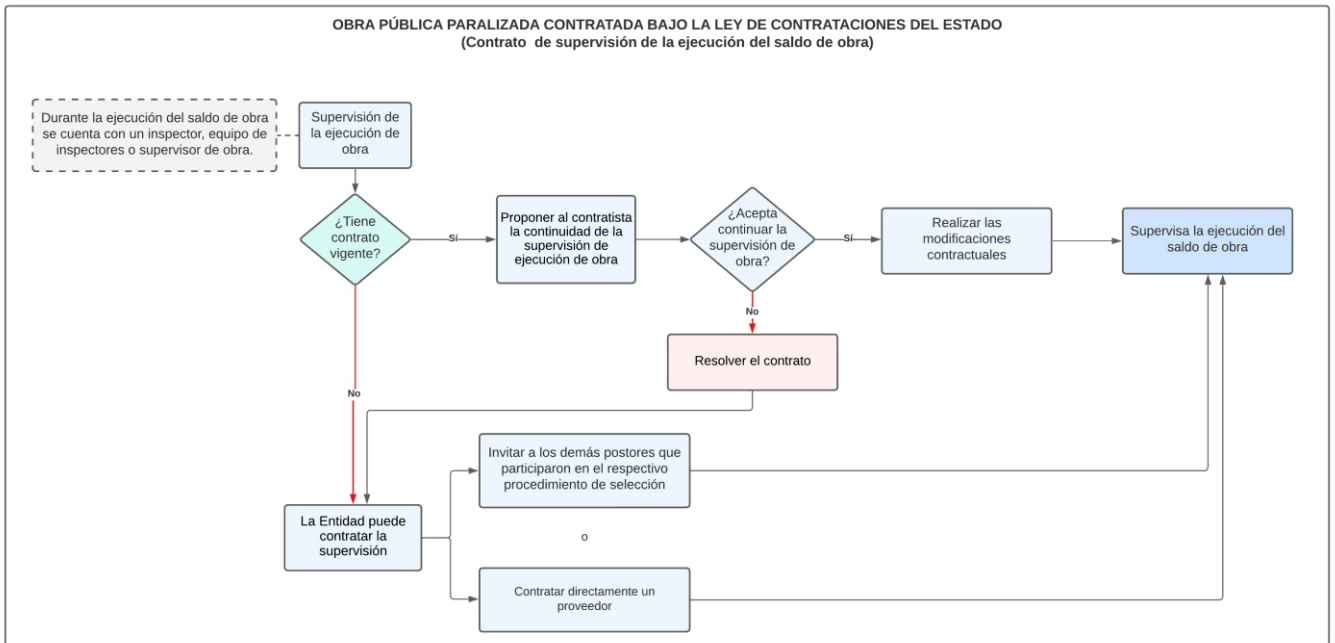 OBRA PÚBLICA PARALIZADA CONTRATADA BAJO LA LEY DE CONTRATACIONES DEL ESTADO
(Contrato de supervisión de la ejecución del saldo de obra)
Durante la ejecución del saldo de obra
se cuenta con un inspector, equipo de
inspectores o supervisor de obra.
Supervisión de
la ejecución de
obra
¿Tiene
contrato
vigente?
Sí
Proponer al contratista
la continuidad de la
supervisión de
ejecución de obra
¿Acepta
continuar la
supervisión de
obra?
Sí
Realizar las
modificaciones
contractuales
Supervisa la ejecución del
saldo de obra
No
Resolver el contrato
No
La Entidad puede
contratar la
supervisión
Invitar a los demás postores que
participaron en el respectivo
procedimiento de selección
o
Contratar directamente un
proveedor